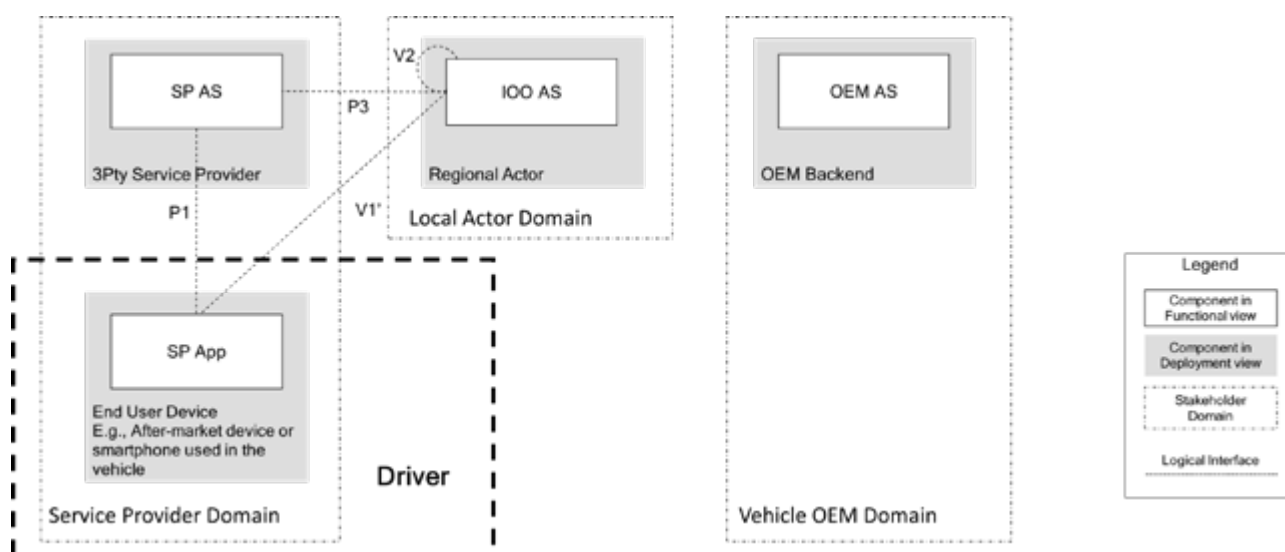 SP AS
3Pty Service Provider
P3
V2
IOO AS
Regional Actor
Local Actor Domain
OEM AS
OEM Backend
P1
V1'
SP App
End User Device
E.g., After-market device or
smartphone used in the
vehicle
Driver
Service Provider Domain
Vehicle OEM Domain
Legend
Component in
Functional view
Component in
Deployment view
Stakeholder
Domain
Logical Interface